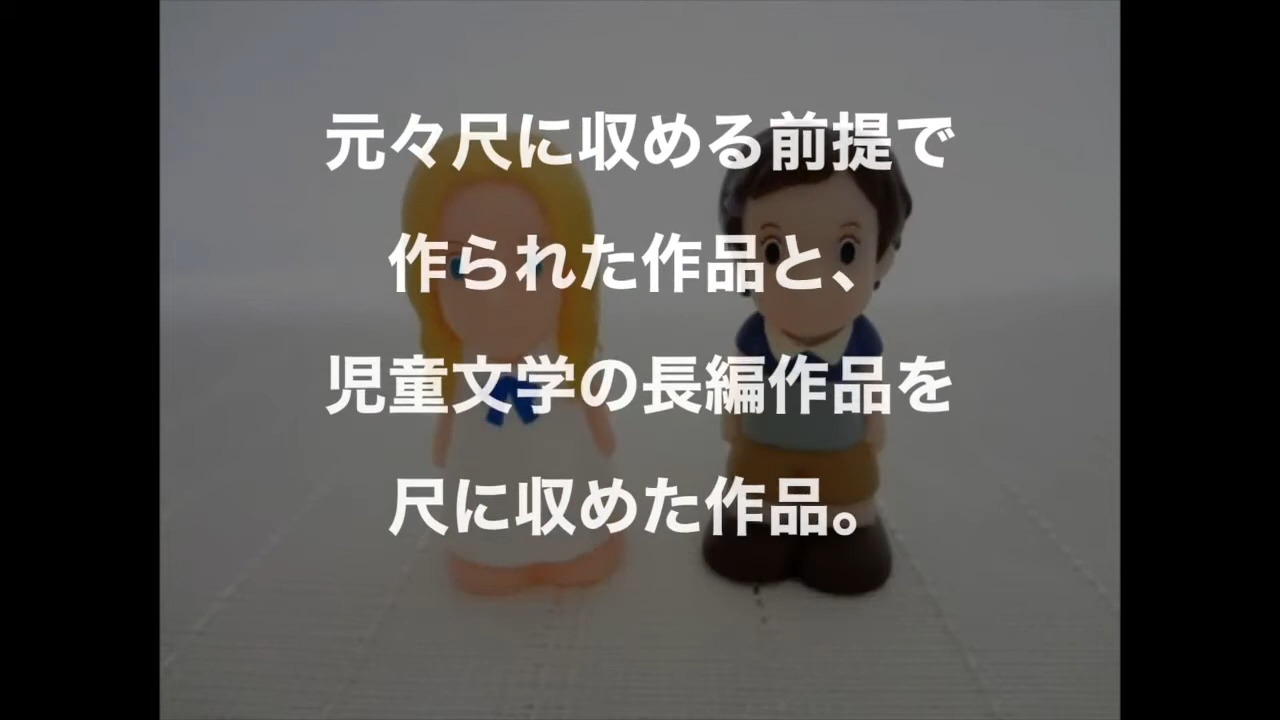 元々尺に収める前提で
作られた作品と、
児童文学の長編作品を
尺に収めた作品。